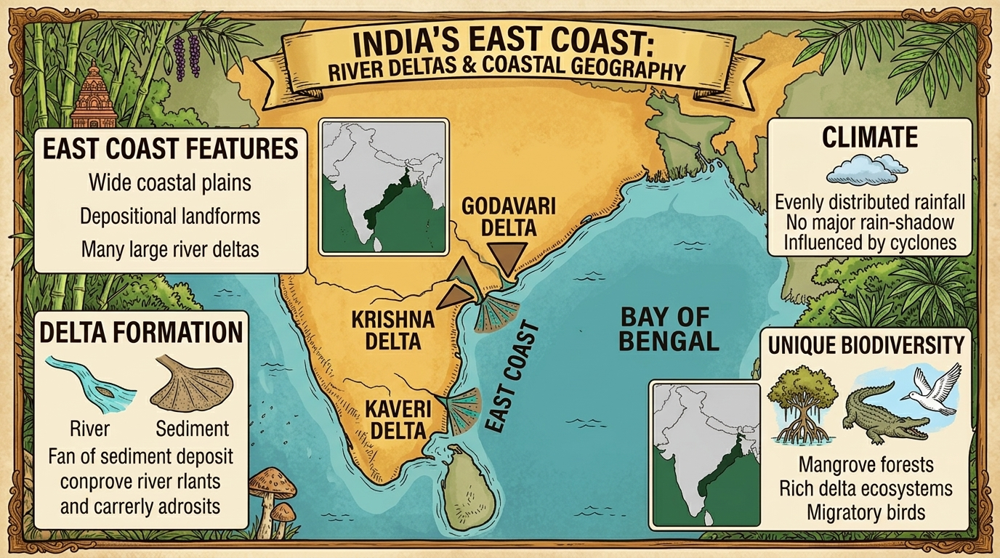 INDIA'S EAST COAST:
RIVER DELTAS & COASTAL GEOGRAPHY
EAST COAST FEATURES
Wide coastal plains
Depositional landforms
Many large river deltas
DELTA FORMATION
River
Sediment
Fan of sediment deposit
conprove river rlants
and carrerly adrosits
GODAVARI
DELTA
KRISHNA
DELTA
KAVERI
DELTA
EAST COAST
BAY OF
BENGAL
CLIMATE
Evenly distributed rainfall
No major rain-shadow
Influenced by cyclones
UNIQUE BIODIVERSITY
Mangrove forests
Rich delta ecosystems
Migratory birds